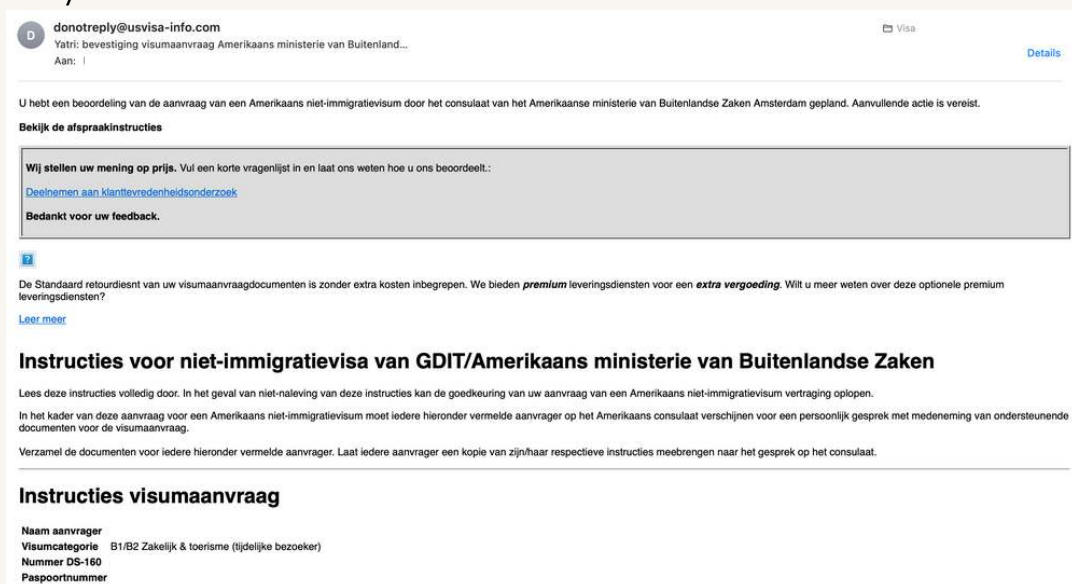 D
donotreply@usvisa-info.com
Visa
Yatri: bevestiging visumaanvraag Amerikaans ministerie van Buitenland...
Aan:
Details
U hebt een beoordeling van de aanvraag van een Amerikaans niet-immigratievisum door het consulaat van het Amerikaanse ministerie van Buitenlandse Zaken Amsterdam gepland. Aanvullende actie is vereist.
Bekijk de afspraakinstructies
Wij stellen uw mening op prijs. Vul een korte vragenlijst in en laat ons weten hoe u ons beoordeelt.:
Deelnemen aan klanttevredenheidsonderzoek
Bedankt voor uw feedback.
?
De Standaard retourdiesnt van uw visumaanvraagdocumenten is zonder extra kosten inbegrepen. We bieden premium leveringsdiensten voor een extra vergoeding. Wilt u meer weten over deze optionele premium
leveringsdiensten?
Leer meer
Instructies voor niet-immigratievisa van GDIT/Amerikaans ministerie van Buitenlandse Zaken
Lees deze instructies volledig door. In het geval van niet-naleving van deze instructies kan de goedkeuring van uw aanvraag van een Amerikaans niet-immigratievisum vertraging oplopen.
In het kader van deze aanvraag voor een Amerikaans niet-immigratievisum moet iedere hieronder vermelde aanvrager op het Amerikaans consulaat verschijnen voor een persoonlijk gesprek met medeneming van ondersteunende
documenten voor de visumaanvraag.
Verzamel de documenten voor iedere hieronder vermelde aanvrager. Laat iedere aanvrager een kopie van zijn/haar respectieve instructies meebrengen naar het gesprek op het consulaat.
Instructies visumaanvraag
Naam aanvrager
Visumcategorie B1/B2 Zakelijk & toerisme (tijdelijke bezoeker)
Nummer DS-160
Paspoortnummer